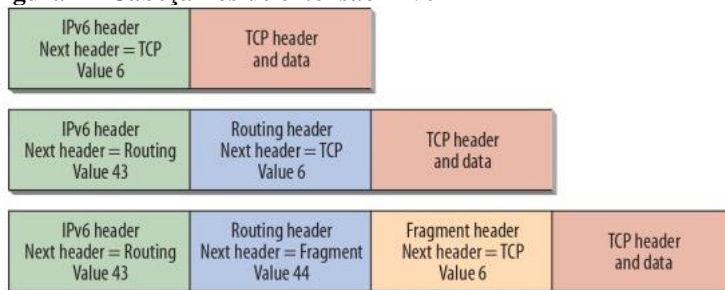 IPv6 header
Next header = TCP
Value 6
TCP header
and data
IPv6 header
Next header = Routing
Value 43
Routing header
Next header = TCP
Value 6
TCP header
and data
IPv6 header
Next header = Routing
Value 43
Routing header
Next header = Fragment
Value 44
Fragment header
Next header = TCP
Value 6
TCP header
and data